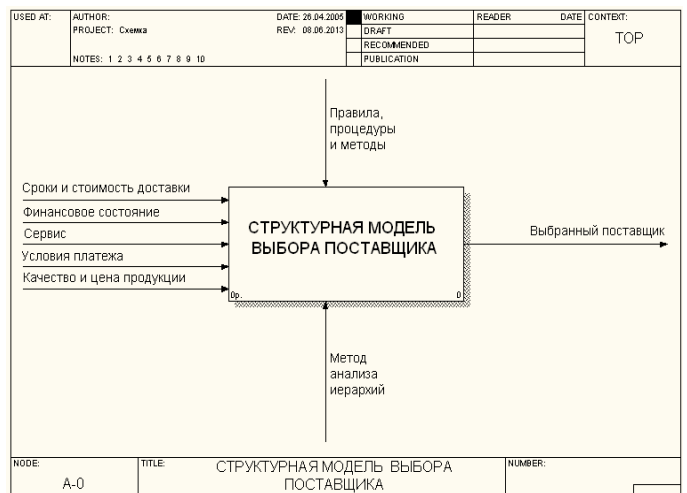 USED AT:
AUTHOR:
DATE: 26.04.2005
WORKING
READER
DATE
CONTEXT:
PROJECT: Схемка
REV: 08.06.2013
DRAFT
TOP
RECOMMENDED
NOTES: 1 2 3 4 5 6 7 8 9 10
PUBLICATION
Правила,
процедуры
и методы
Сроки и стоимость доставки
Финансовое состояние
Сервис
Условия платежа
Качество и цена продукции
СТРУКТУРНАЯ МОДЕЛЬ
ВЫБОРА ПОСТАВЩИКА
0р.
0
Выбранный поставщик
Метод
анализа
иерархий
NODE:
A-0
TITLE:
СТРУКТУРНАЯ МОДЕЛЬ ВЫБОРА
ПОСТАВЩИКА
NUMBER: